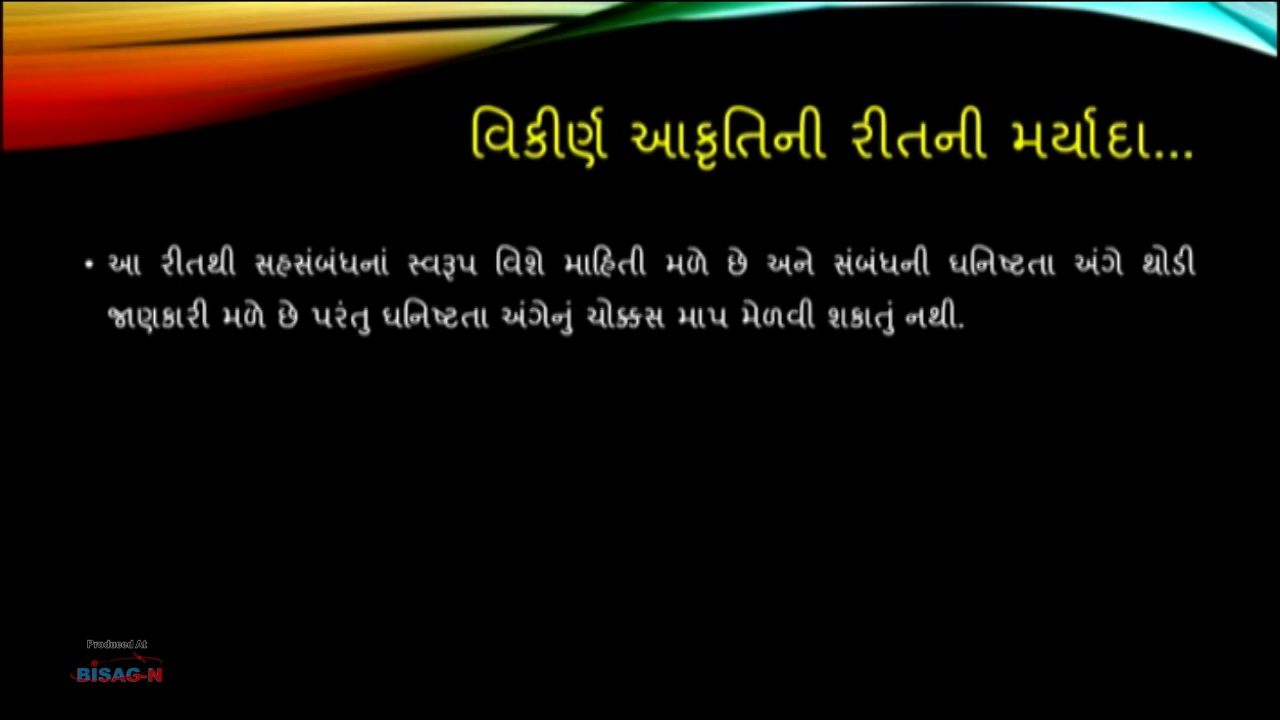 વિકીર્ણ આકૃતિની રીતની મર્યાદા...
• આ રીતથી સહસંબંધનાં સ્વરૂપ વિશે માહિતી મળે છે અને સંબંધની ઘનિષ્ટતા અંગે થોડી
જાણકારી મળે છે પરંતુ ઘનિષ્ટતા અંગેનું ચોક્કસ માપ મેળવી શકાતું નથી.
Produced At
BISAG-N